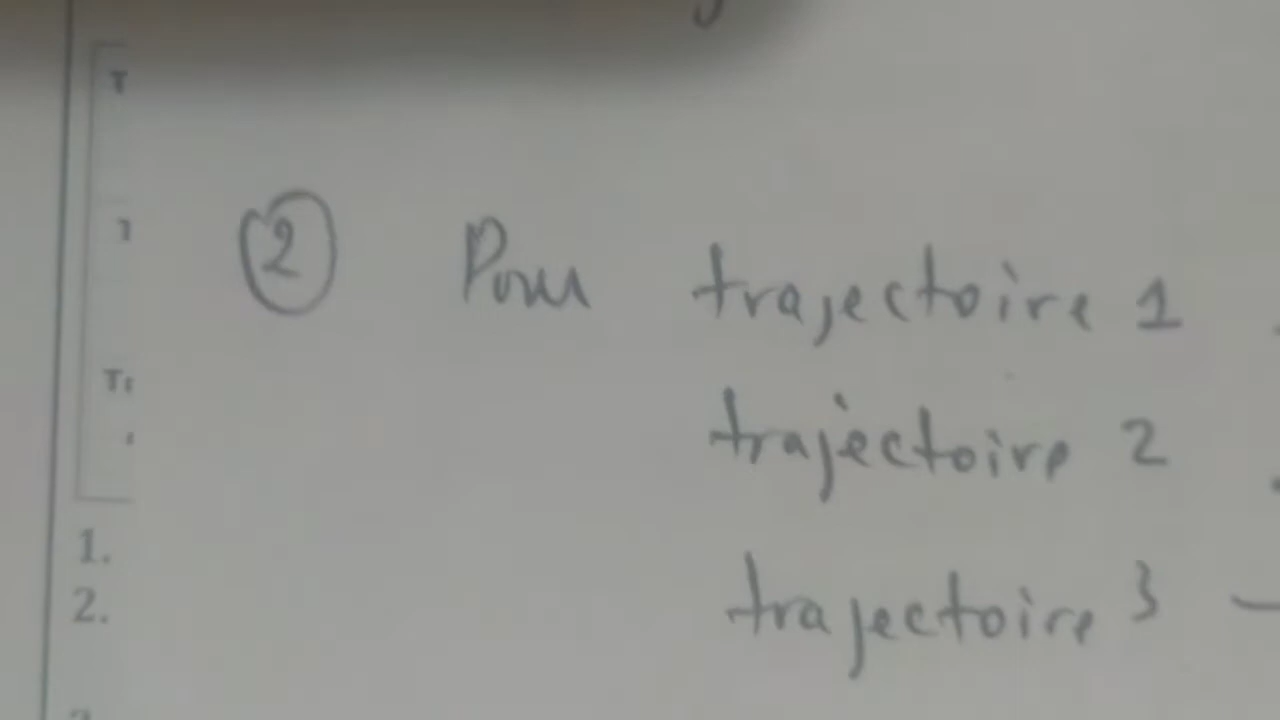 ② Pour trajectoire 1
trajectoire 2
trajectoire 3 —
1.
2.